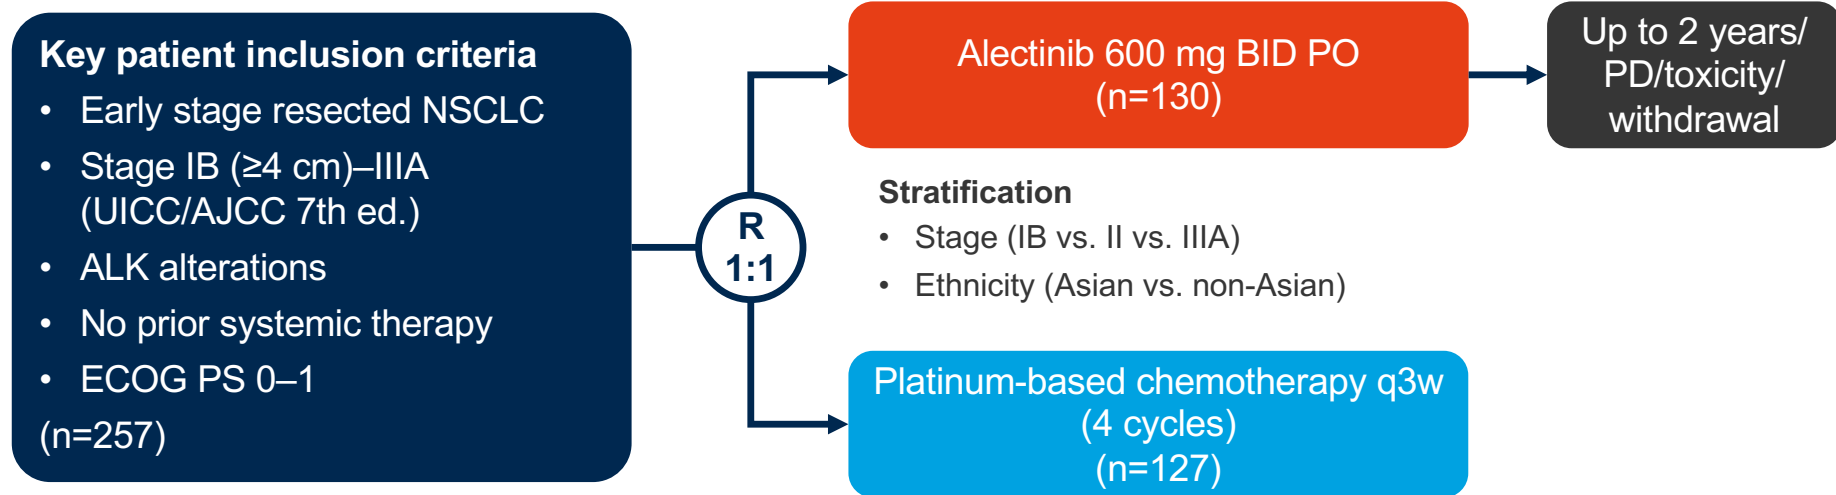 Key patient inclusion criteria
• Early stage resected NSCLC
• Stage IB (≥4 cm)–IIIA
(UICC/AJCC 7th ed.)
• ALK alterations
• No prior systemic therapy
• ECOG PS 0–1
(n=257)
R
1:1
Alectinib 600 mg BID PO
(n=130)
Up to 2 years/
PD/toxicity/
withdrawal
Stratification
• Stage (IB vs. II vs. IIIA)
• Ethnicity (Asian vs. non-Asian)
Platinum-based chemotherapy q3w
(4 cycles)
(n=127)